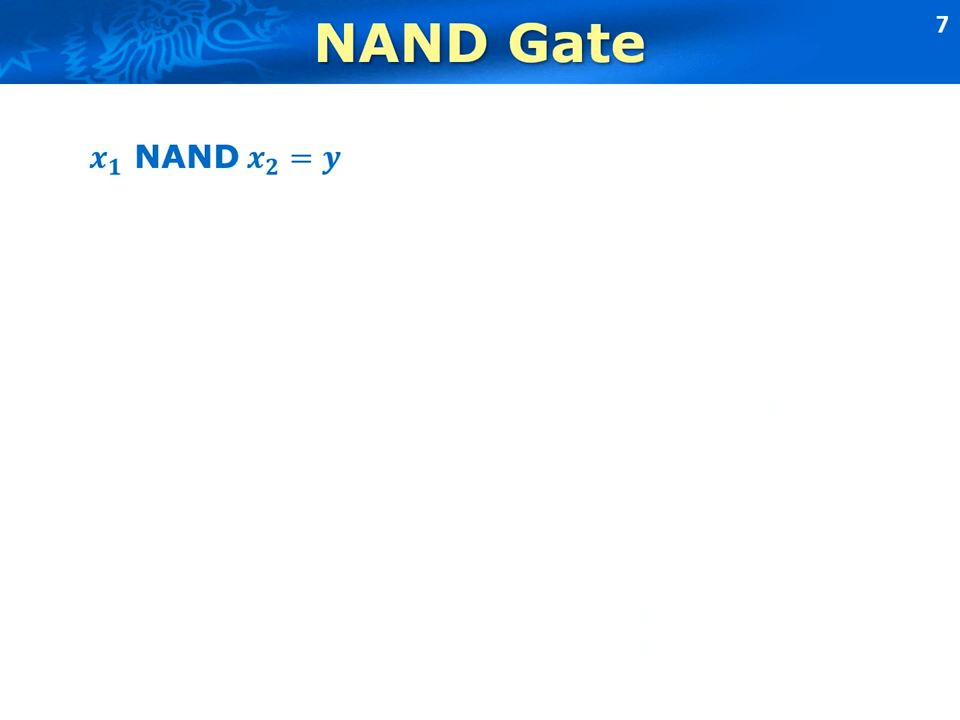 NAND Gate
7
x₁ NAND x₂ = y